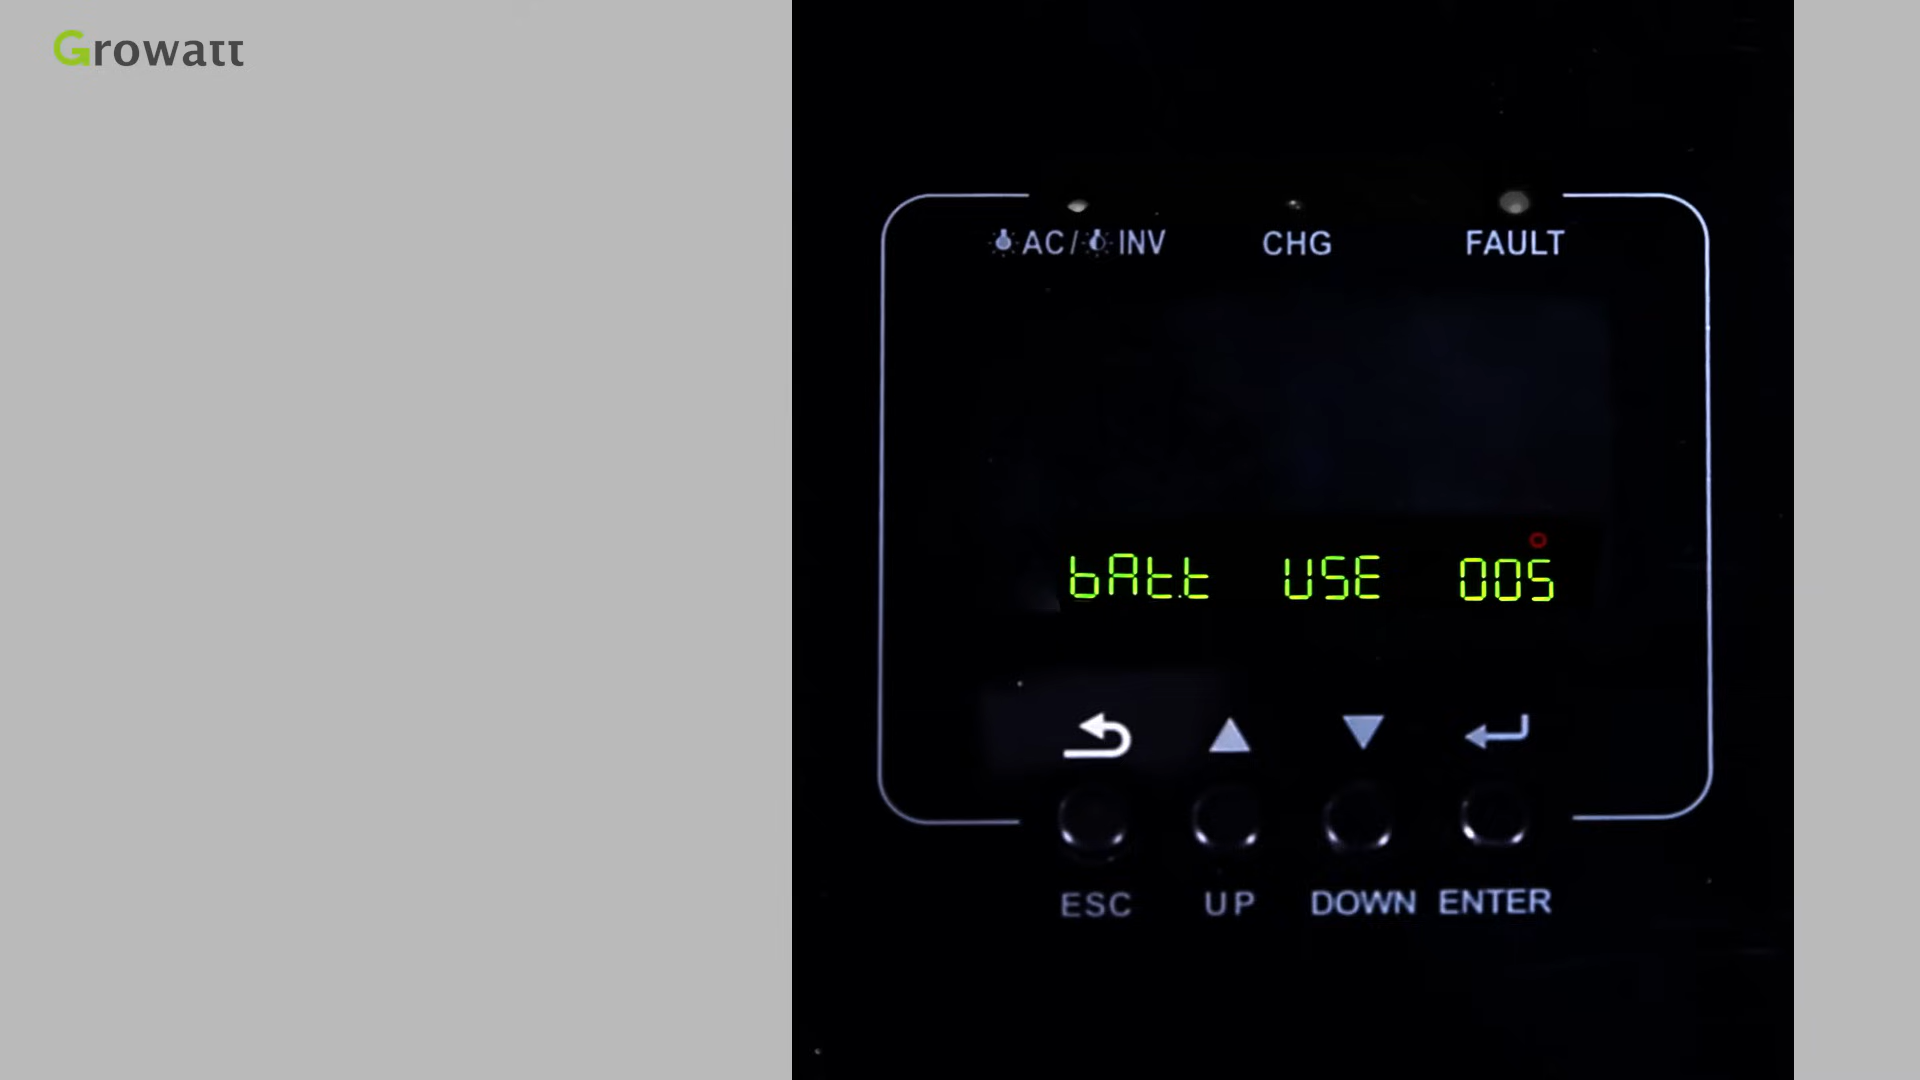 Growatt
AC / INV CHG FAULT
bAtt USE 005
ESC UP DOWN ENTER